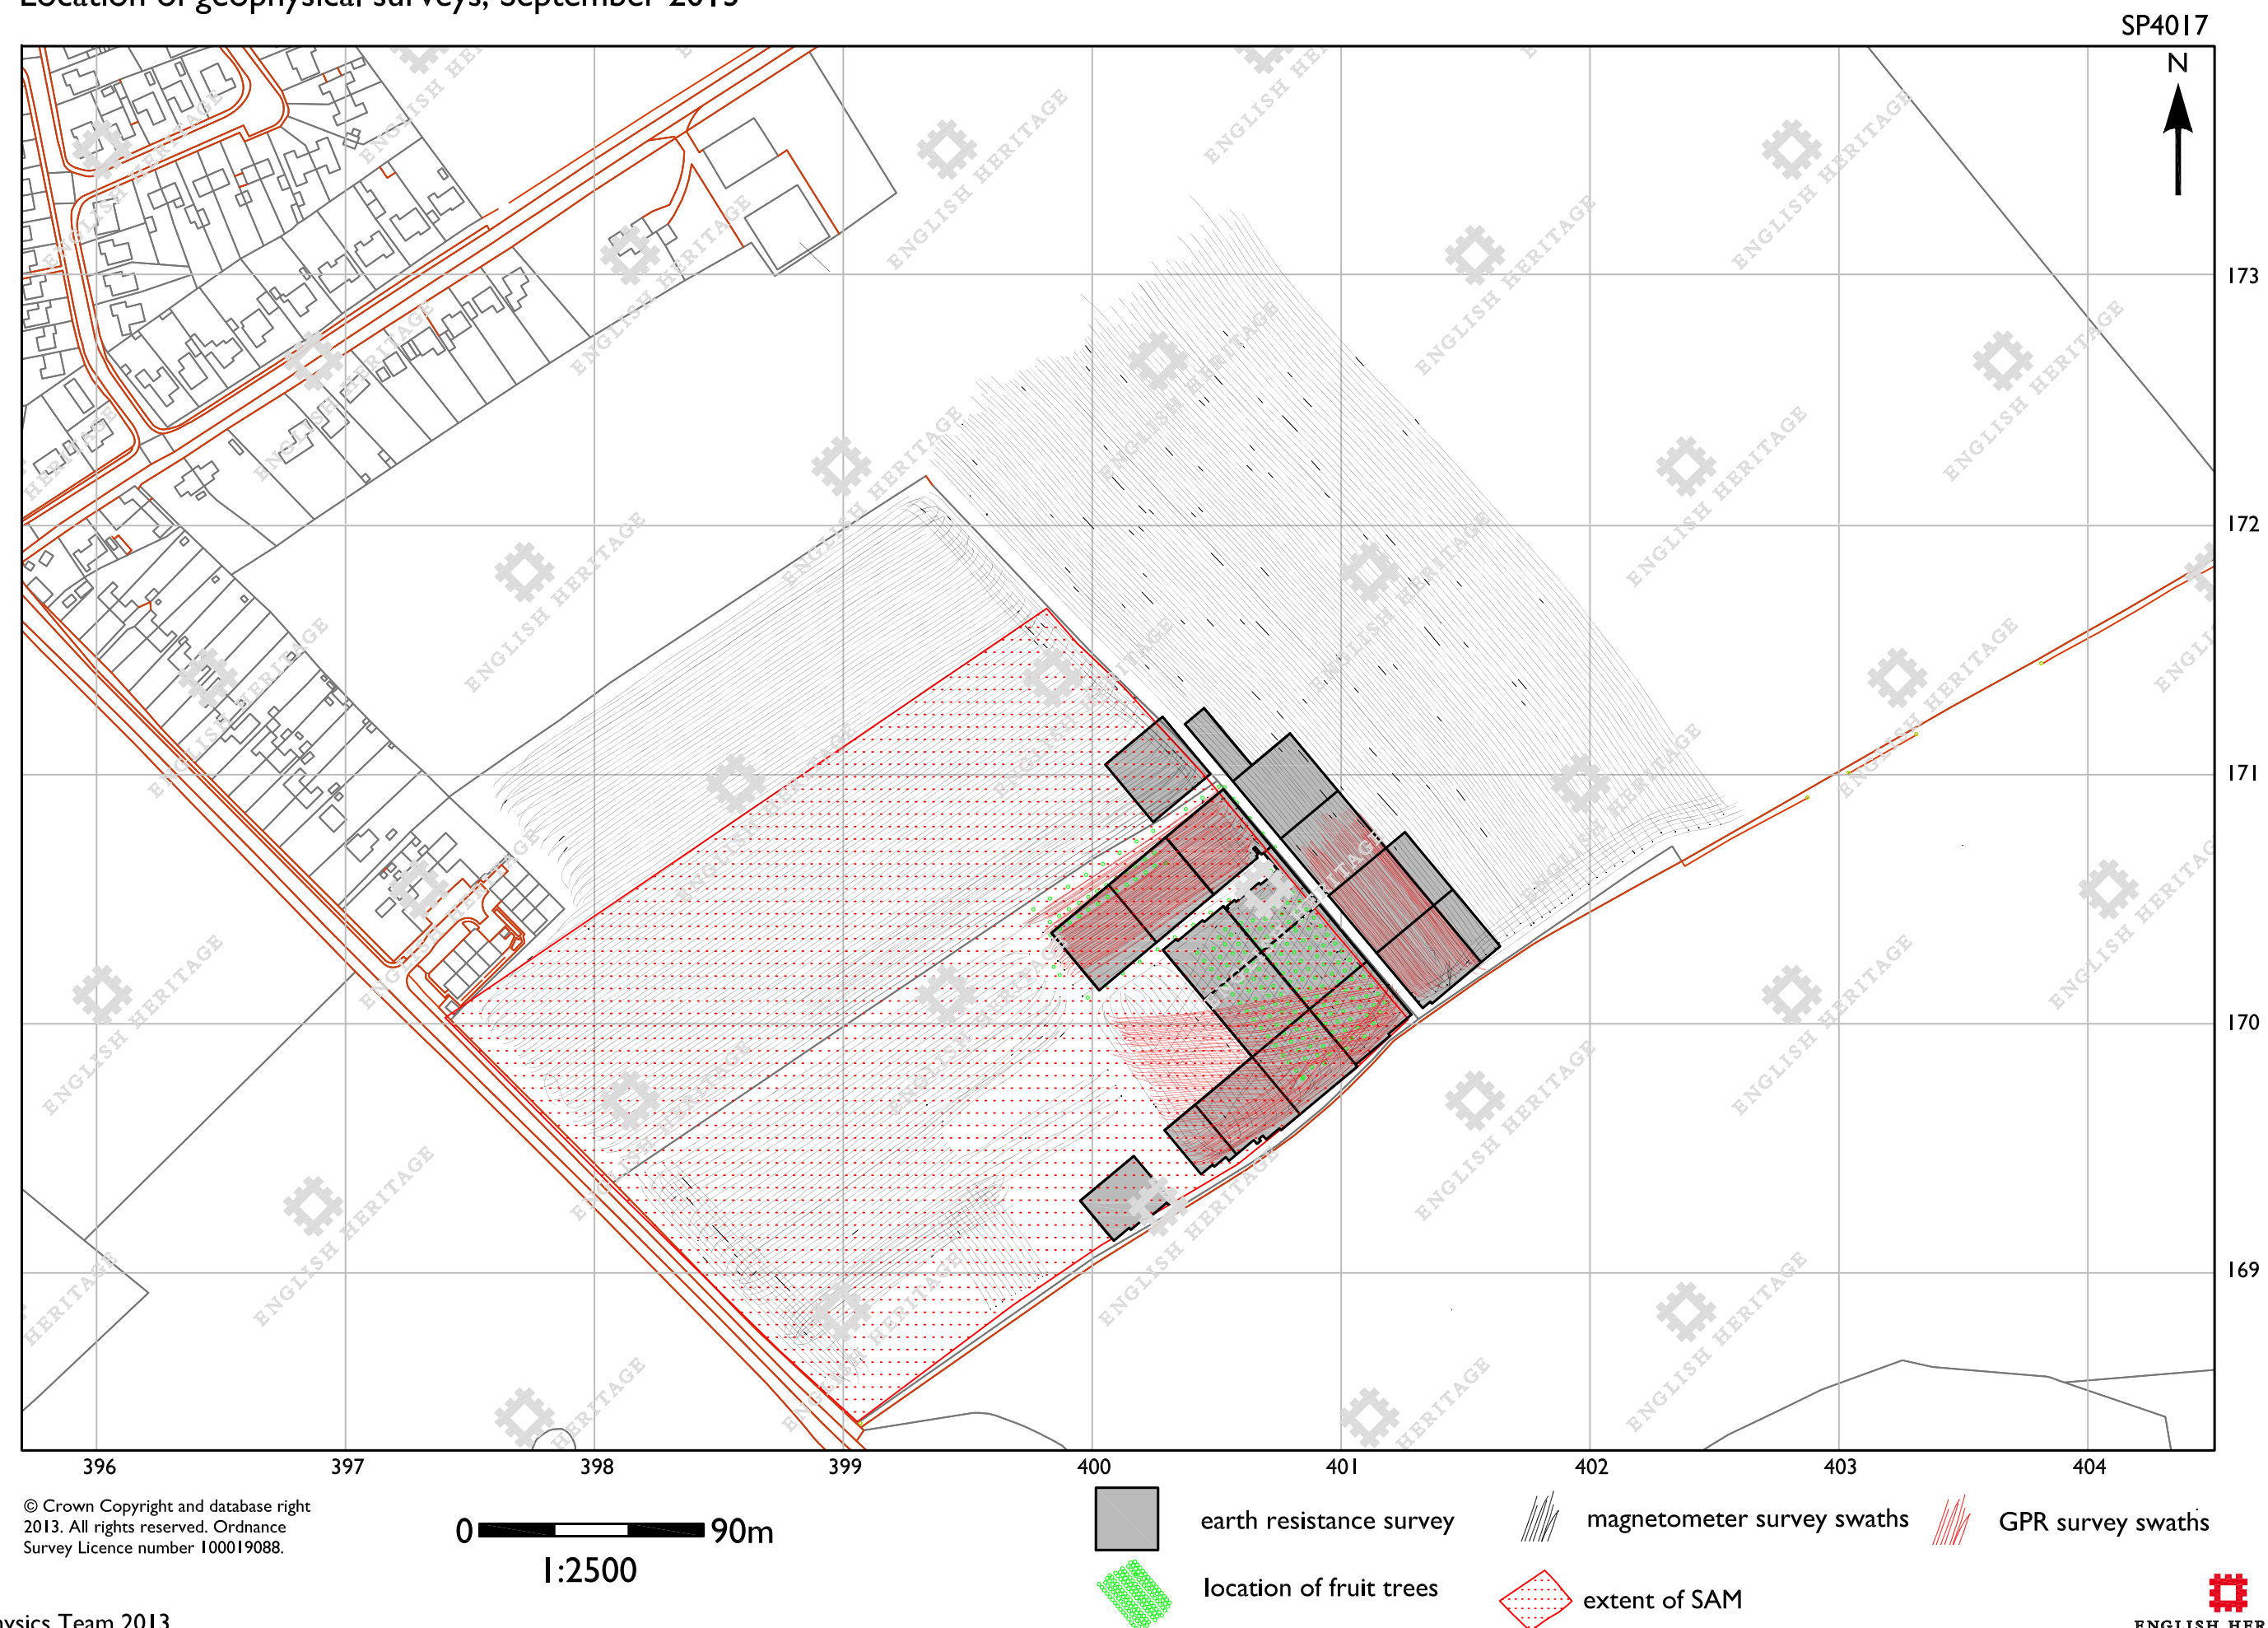 Location of geophysical surveys, September 2013
SP4017
N
173
172
171
170
169
396
397
398
399
400
401
402
403
404
© Crown Copyright and database right
2013. All rights reserved. Ordnance
Survey Licence number 100019088.
0
90m
1:2500
earth resistance survey
magnetometer survey swaths
GPR survey swaths
location of fruit trees
extent of SAM
Team 2013
ENGLISH HERITAGE